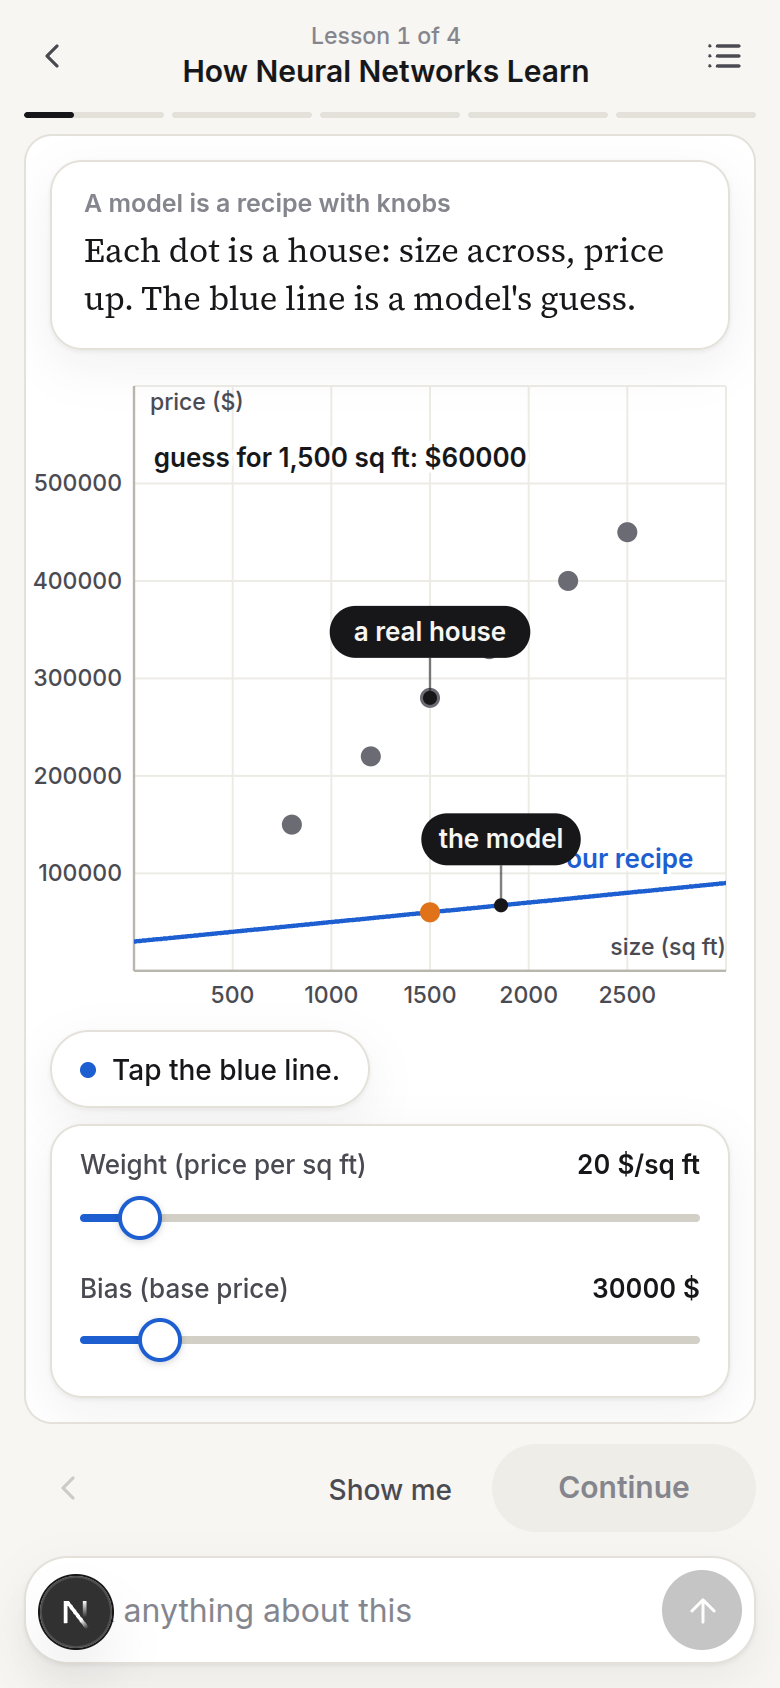 Lesson 1 of 4
How Neural Networks Learn
A model is a recipe with knobs
Each dot is a house: size across, price
up. The blue line is a model's guess.
price ($)
guess for 1,500 sq ft: $60000
500000
400000
a real house
300000
200000
the model
our recipe
100000
size (sq ft)
500 1000 1500 2000 2500
Tap the blue line.
Weight (price per sq ft) 20 $/sq ft
Bias (base price) 30000 $
Show me Continue
N anything about this